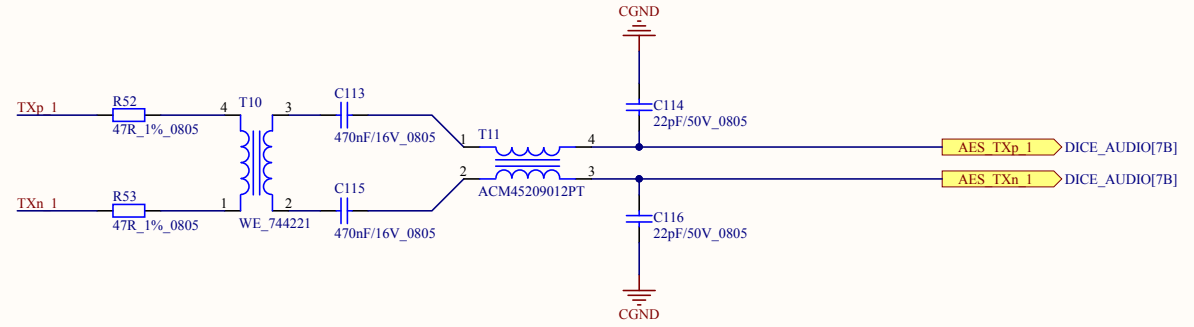 CGND
C114
22pF/50V_0805
TXp_1
R52
47R_1%_0805
4
T10
3
C113
470nF/16V_0805
1
T11
4
AES_TXp_1
DICE_AUDIO[7B]
2
3
ACM45209012PT
AES_TXn_1
DICE_AUDIO[7B]
TXn_1
R53
47R_1%_0805
1
2
WE_744221
C115
470nF/16V_0805
C116
22pF/50V_0805
CGND